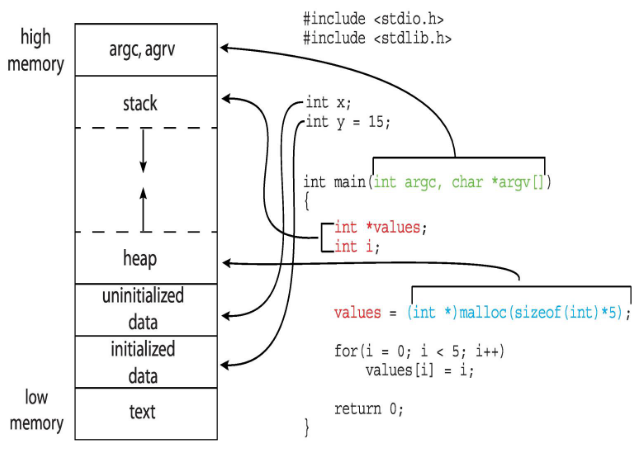 high
memory
argc, agrv
stack
heap
uninitialized
data
initialized
data
low
memory
text
#include <stdio.h>
#include <stdlib.h>
int x;
int y = 15;
int main(int argc, char *argv[])
{
int *values;
int i;
values = (int *)malloc(sizeof(int)*5);
for(i = 0; i < 5; i++)
values[i] = i;
return 0;
}